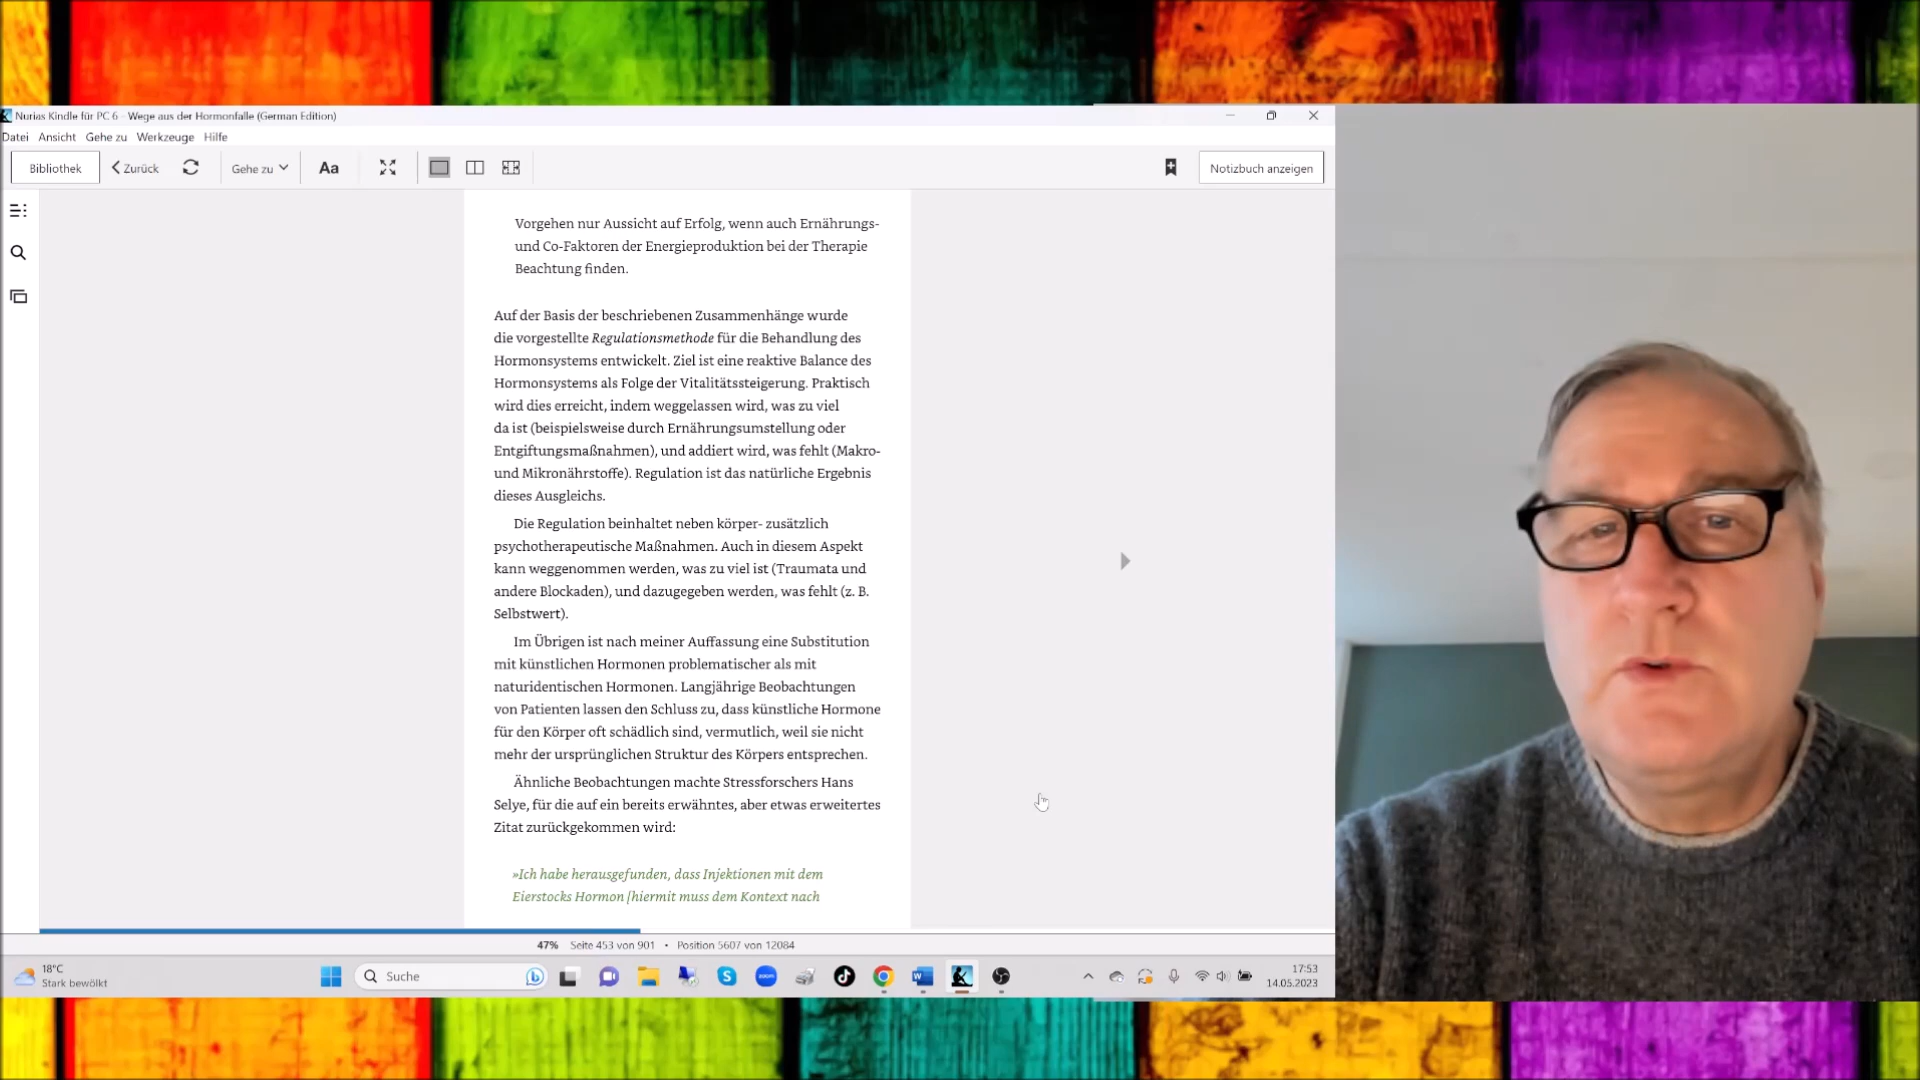 Nurias Kindle für PC 6 - Wege aus der Hormonfalle (German Edition)
Datei Ansicht Gehe zu Werkzeuge Hilfe
Bibliothek Zurück Gehe zu Aa Notizbuch anzeigen
Vorgehen nur Aussicht auf Erfolg, wenn auch Ernährungs-
und Co-Faktoren der Energieproduktion bei der Therapie
Beachtung finden.
Auf der Basis der beschriebenen Zusammenhänge wurde
die vorgestellte Regulationsmethode für die Behandlung des
Hormonsystems entwickelt. Ziel ist eine reaktive Balance des
Hormonsystems als Folge der Vitalitätssteigerung. Praktisch
wird dies erreicht, indem weggelassen wird, was zu viel
da ist (beispielsweise durch Ernährungsumstellung oder
Entgiftungsmaßnahmen), und addiert wird, was fehlt (Makro-
und Mikronährstoffe). Regulation ist das natürliche Ergebnis
dieses Ausgleichs.
Die Regulation beinhaltet neben körper- zusätzlich
psychotherapeutische Maßnahmen. Auch in diesem Aspekt
kann weggenommen werden, was zu viel ist (Traumata und
andere Blockaden), und dazugegeben werden, was fehlt (z. B.
Selbstwert).
Im Übrigen ist nach meiner Auffassung eine Substitution
mit künstlichen Hormonen problematischer als mit
naturidentischen Hormonen. Langjährige Beobachtungen
von Patienten lassen den Schluss zu, dass künstliche Hormone
für den Körper oft schädlich sind, vermutlich, weil sie nicht
mehr der ursprünglichen Struktur des Körpers entsprechen.
Ähnliche Beobachtungen machte Stressforschers Hans
Selye, für die auf ein bereits erwähntes, aber etwas erweitertes
Zitat zurückgekommen wird:
»Ich habe herausgefunden, dass Injektionen mit dem
Eierstocks Hormon [hiermit muss dem Kontext nach
47% Seite 453 von 901 • Position 5607 von 12084
18°C
Stark bewölkt
Suche
17:53
14.05.2023